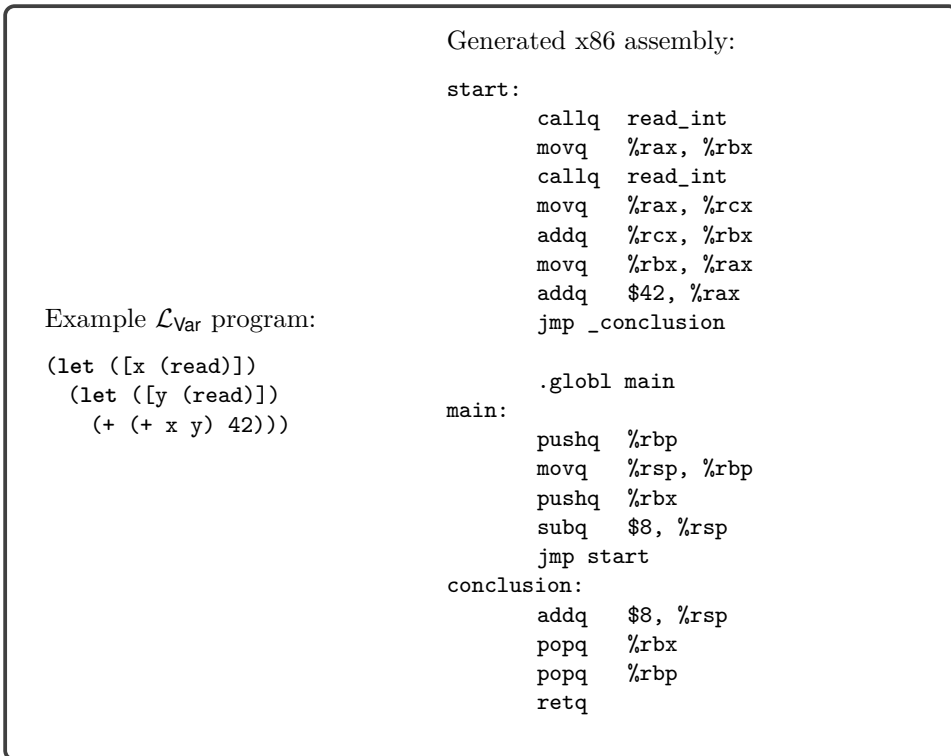 Example L_Var program:
(let ([x (read)])
  (let ([y (read)])
    (+ (+ x y) 42)))
Generated x86 assembly:
start:
        callq   read_int
        movq    %rax, %rbx
        callq   read_int
        movq    %rax, %rcx
        addq    %rcx, %rbx
        movq    %rbx, %rax
        addq    $42, %rax
        jmp _conclusion
        .globl main
main:
        pushq   %rbp
        movq    %rsp, %rbp
        pushq   %rbx
        subq    $8, %rsp
        jmp start
conclusion:
        addq    $8, %rsp
        popq    %rbx
        popq    %rbp
        retq